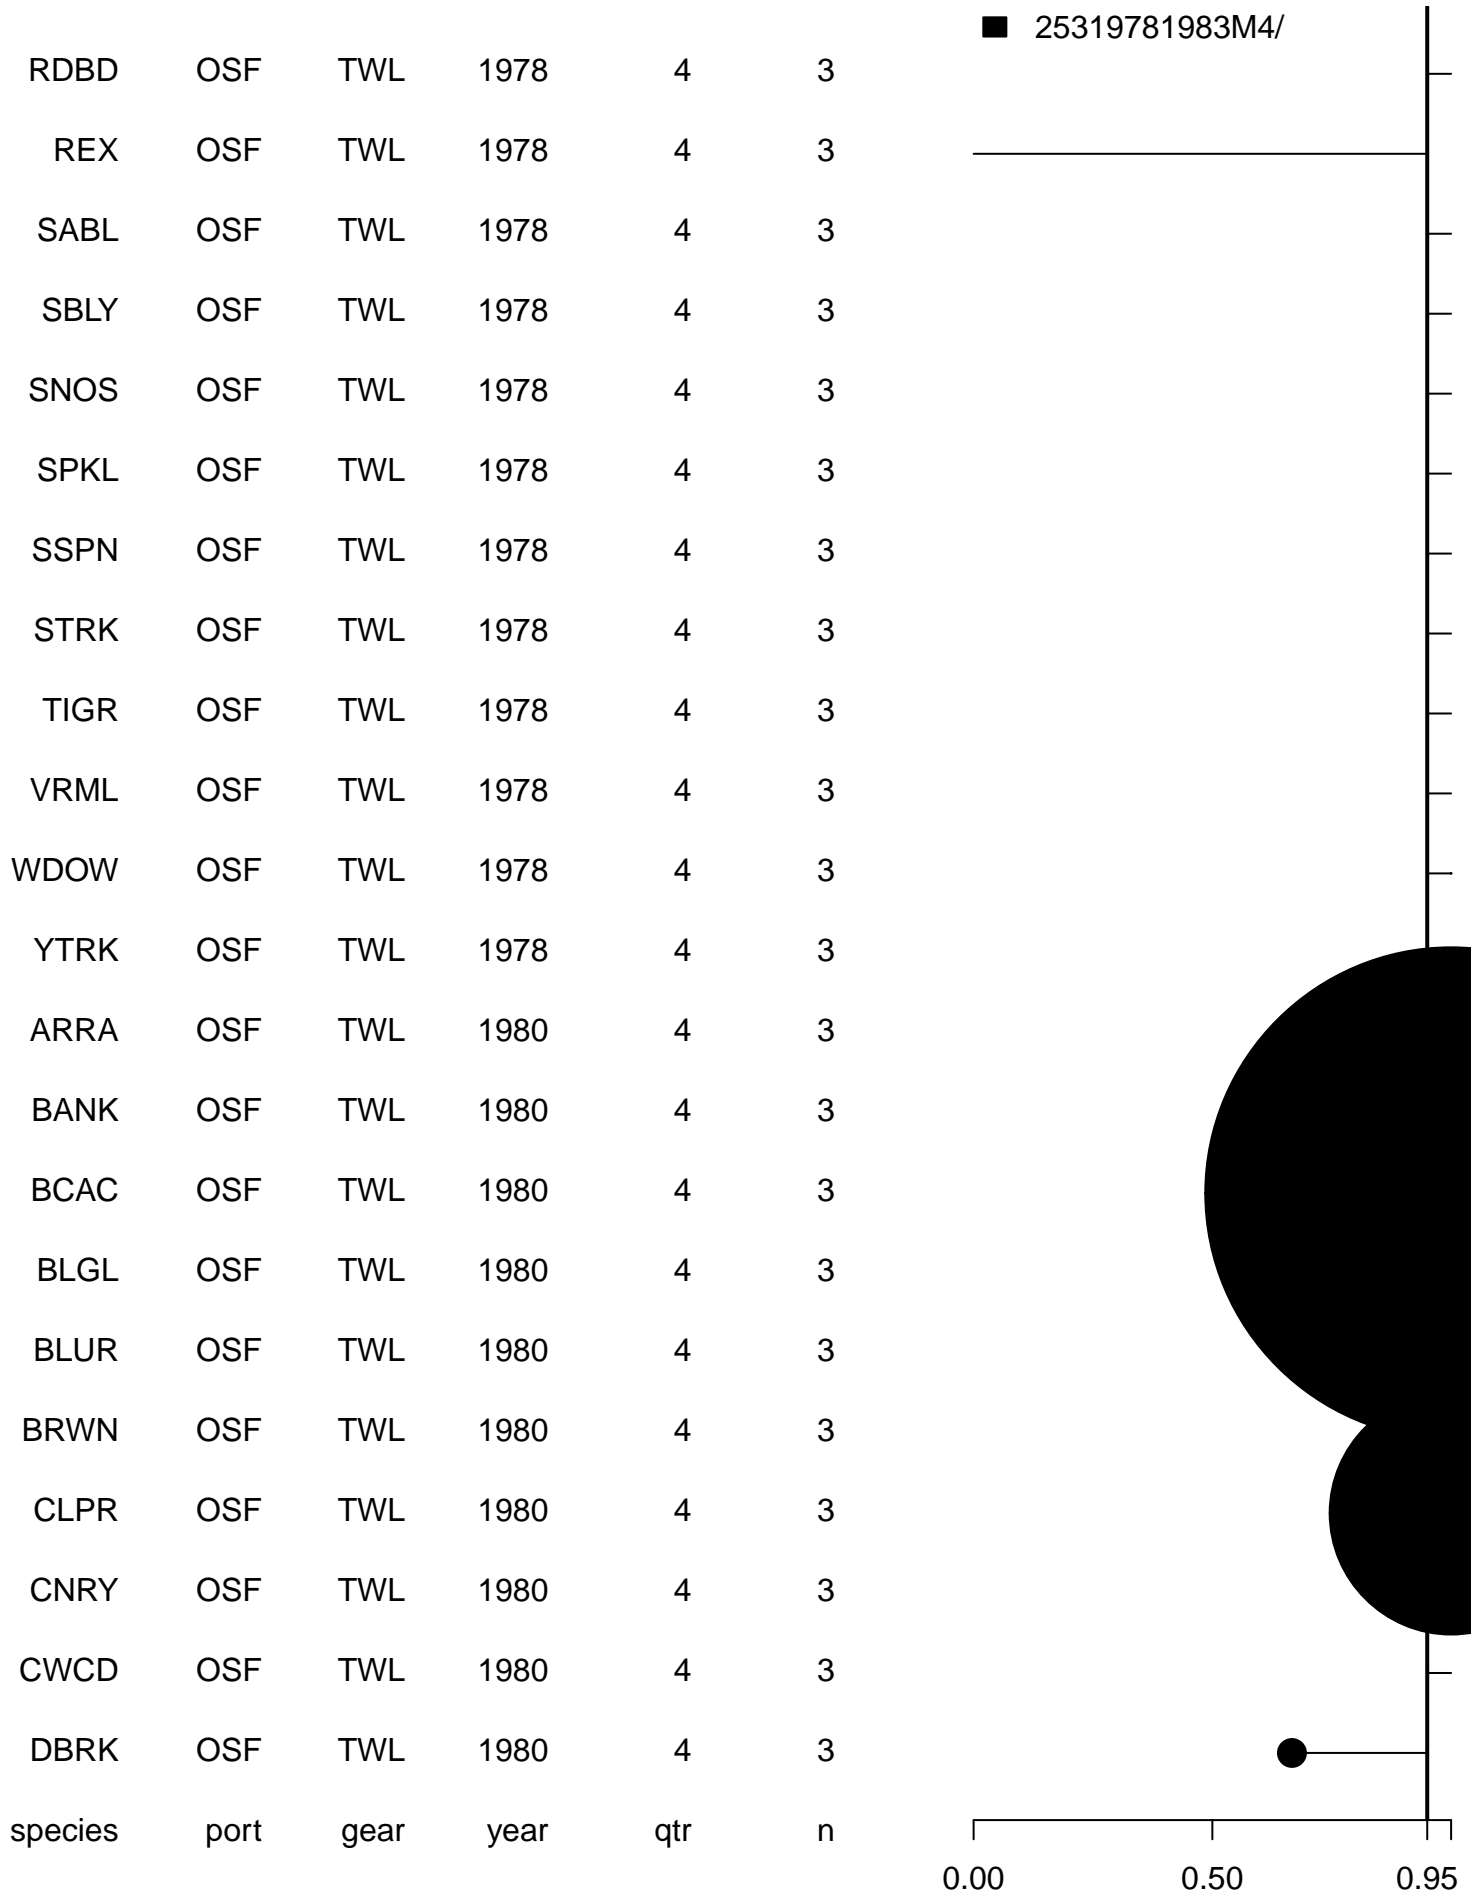 25319781983M4/
RDBD OSF TWL 1978 4 3
REX OSF TWL 1978 4 3
SABL OSF TWL 1978 4 3
SBLY OSF TWL 1978 4 3
SNOS OSF TWL 1978 4 3
SPKL OSF TWL 1978 4 3
SSPN OSF TWL 1978 4 3
STRK OSF TWL 1978 4 3
TIGR OSF TWL 1978 4 3
VRML OSF TWL 1978 4 3
WDOW OSF TWL 1978 4 3
YTRK OSF TWL 1978 4 3
ARRA OSF TWL 1980 4 3
BANK OSF TWL 1980 4 3
BCAC OSF TWL 1980 4 3
BLGL OSF TWL 1980 4 3
BLUR OSF TWL 1980 4 3
BRWN OSF TWL 1980 4 3
CLPR OSF TWL 1980 4 3
CNRY OSF TWL 1980 4 3
CWCD OSF TWL 1980 4 3
DBRK OSF TWL 1980 4 3
species port gear year qtr n
0.00 0.50 0.95